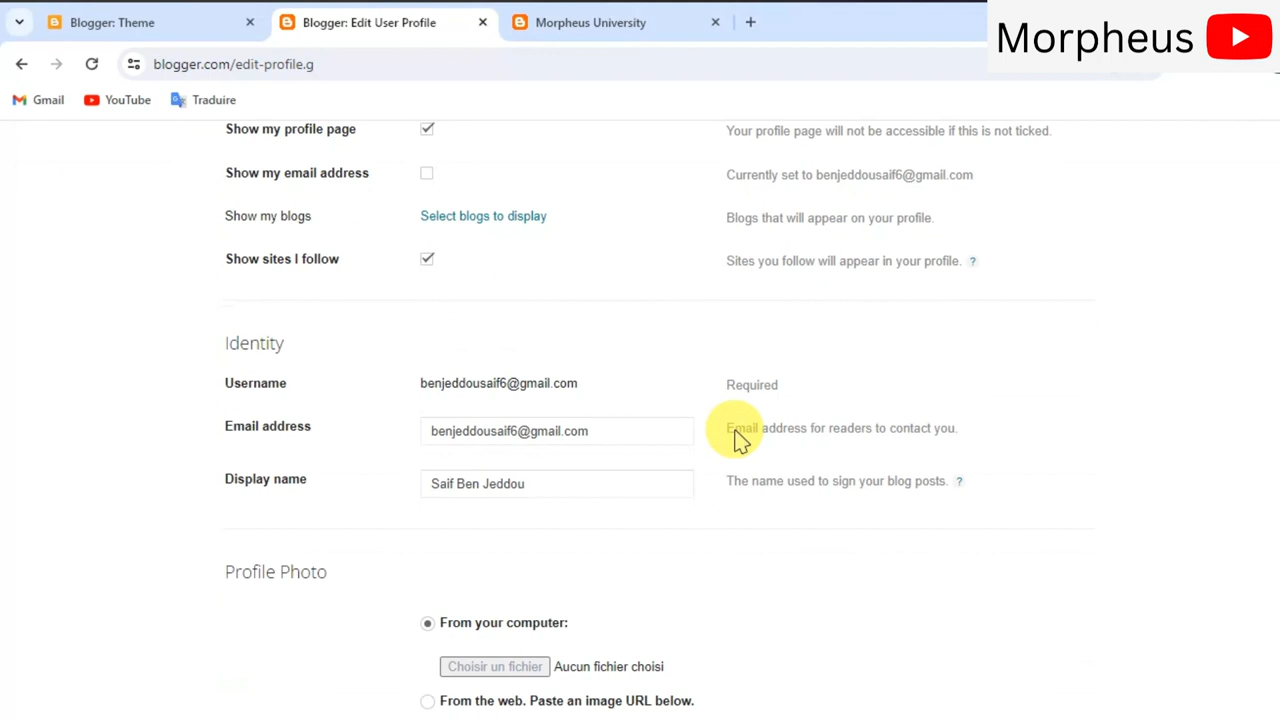 Blogger: Theme
Blogger: Edit User Profile
Morpheus University
Morpheus
blogger.com/edit-profile.g
Gmail
YouTube
Traduire
Show my profile page
Your profile page will not be accessible if this is not ticked.
Show my email address
Currently set to benjeddousaif6@gmail.com
Show my blogs
Select blogs to display
Blogs that will appear on your profile.
Show sites I follow
Sites you follow will appear in your profile. ?
Identity
Username
benjeddousaif6@gmail.com
Required
Email address
benjeddousaif6@gmail.com
Email address for readers to contact you.
Display name
Saif Ben Jeddou
The name used to sign your blog posts. ?
Profile Photo
From your computer:
Choisir un fichier Aucun fichier choisi
From the web. Paste an image URL below.